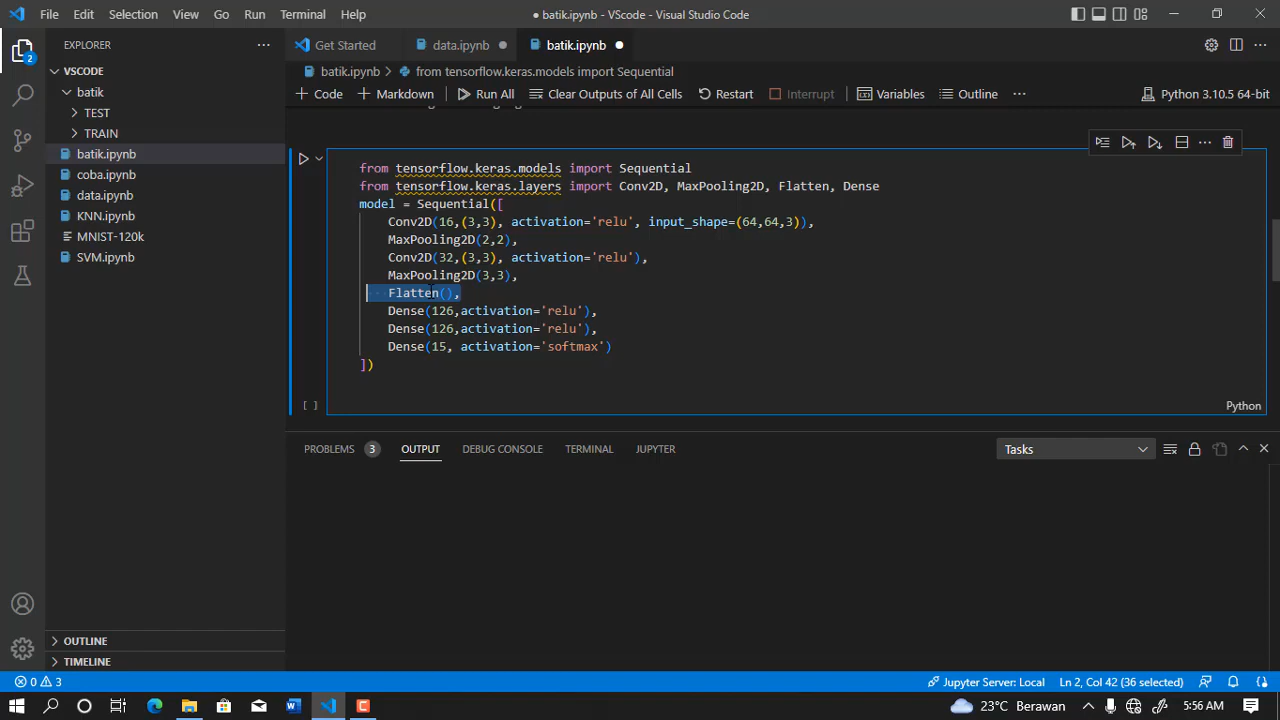 File Edit Selection View Go Run Terminal Help
● batik.ipynb - VScode - Visual Studio Code
2
EXPLORER
Get Started
data.ipynb
batik.ipynb
VSCODE
batik.ipynb > from tensorflow.keras.models import Sequential
batik
TEST
TRAIN
batik.ipynb
coba.ipynb
data.ipynb
KNN.ipynb
MNIST-120k
SVM.ipynb
+ Code + Markdown Run All Clear Outputs of All Cells Restart Interrupt Variables Outline ... Python 3.10.5 64-bit
from tensorflow.keras.models import Sequential
from tensorflow.keras.layers import Conv2D, MaxPooling2D, Flatten, Dense
model = Sequential([
Conv2D(16,(3,3), activation='relu', input_shape=(64,64,3)),
MaxPooling2D(2,2),
Conv2D(32,(3,3), activation='relu'),
MaxPooling2D(3,3),
Flatten(),
Dense(126,activation='relu'),
Dense(126,activation='relu'),
Dense(15, activation='softmax')
])
[ ]
Python
PROBLEMS 3 OUTPUT DEBUG CONSOLE TERMINAL JUPYTER
Tasks
OUTLINE
TIMELINE
0 3
Jupyter Server: Local
Ln 2, Col 42 (36 selected)
23°C Berawan
5:56 AM